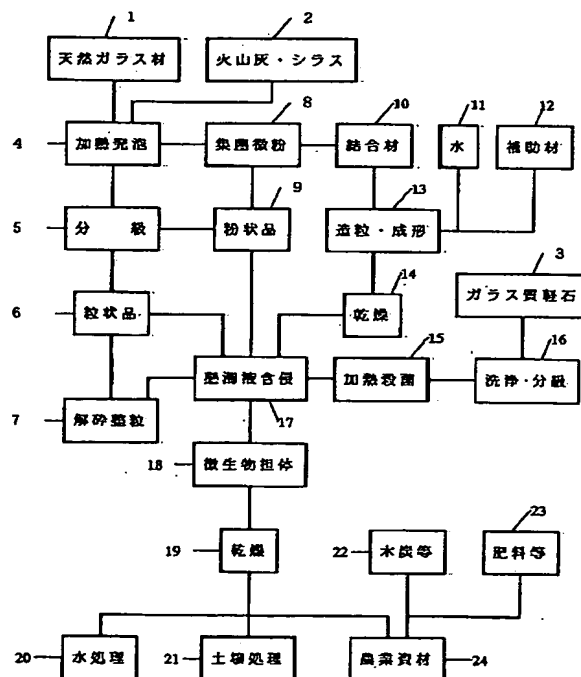 1
2
天然ガラス材
火山灰・シラス
8
10
11
12
4
加熱発泡
集塵微粉
結合材
水
補助材
9
13
5
分 級
粉状品
造粒・成形
3
14
ガラス質軽石
6
粒状品
乾燥
15
16
懸濁液含侵
加熱殺菌
洗浄・分級
7
解砕整粒
17
18
微生物担体
23
19
乾燥
22
木炭等
肥料等
20
水処理
21
土壌処理
農業資材
24